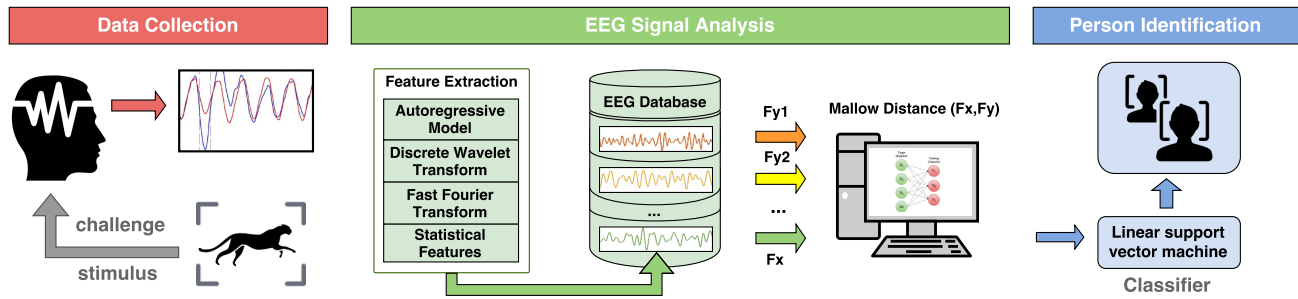 Data Collection
EEG Signal Analysis
Person Identification
challenge
stimulus
Feature Extraction
Autoregressive
Model
Discrete Wavelet
Transform
Fast Fourier
Transform
Statistical
Features
EEG Database
...
Fy1
Fy2
...
Fx
Mallow Distance (Fx,Fy)
Linear support
vector machine
Classifier